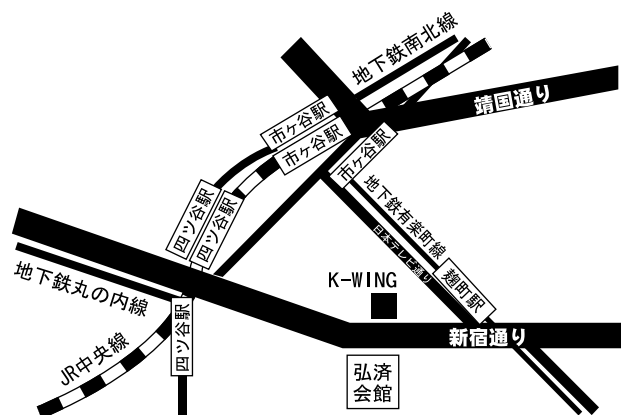 地下鉄南北線
靖国通り
市ヶ谷駅
市ヶ谷駅
市ヶ谷駅
地下鉄有楽町線
日本テレビ通り
四ツ谷駅
四ツ谷駅
麹町駅
K-WING
地下鉄丸の内線
四ツ谷駅
新宿通り
JR中央線
弘済
会館